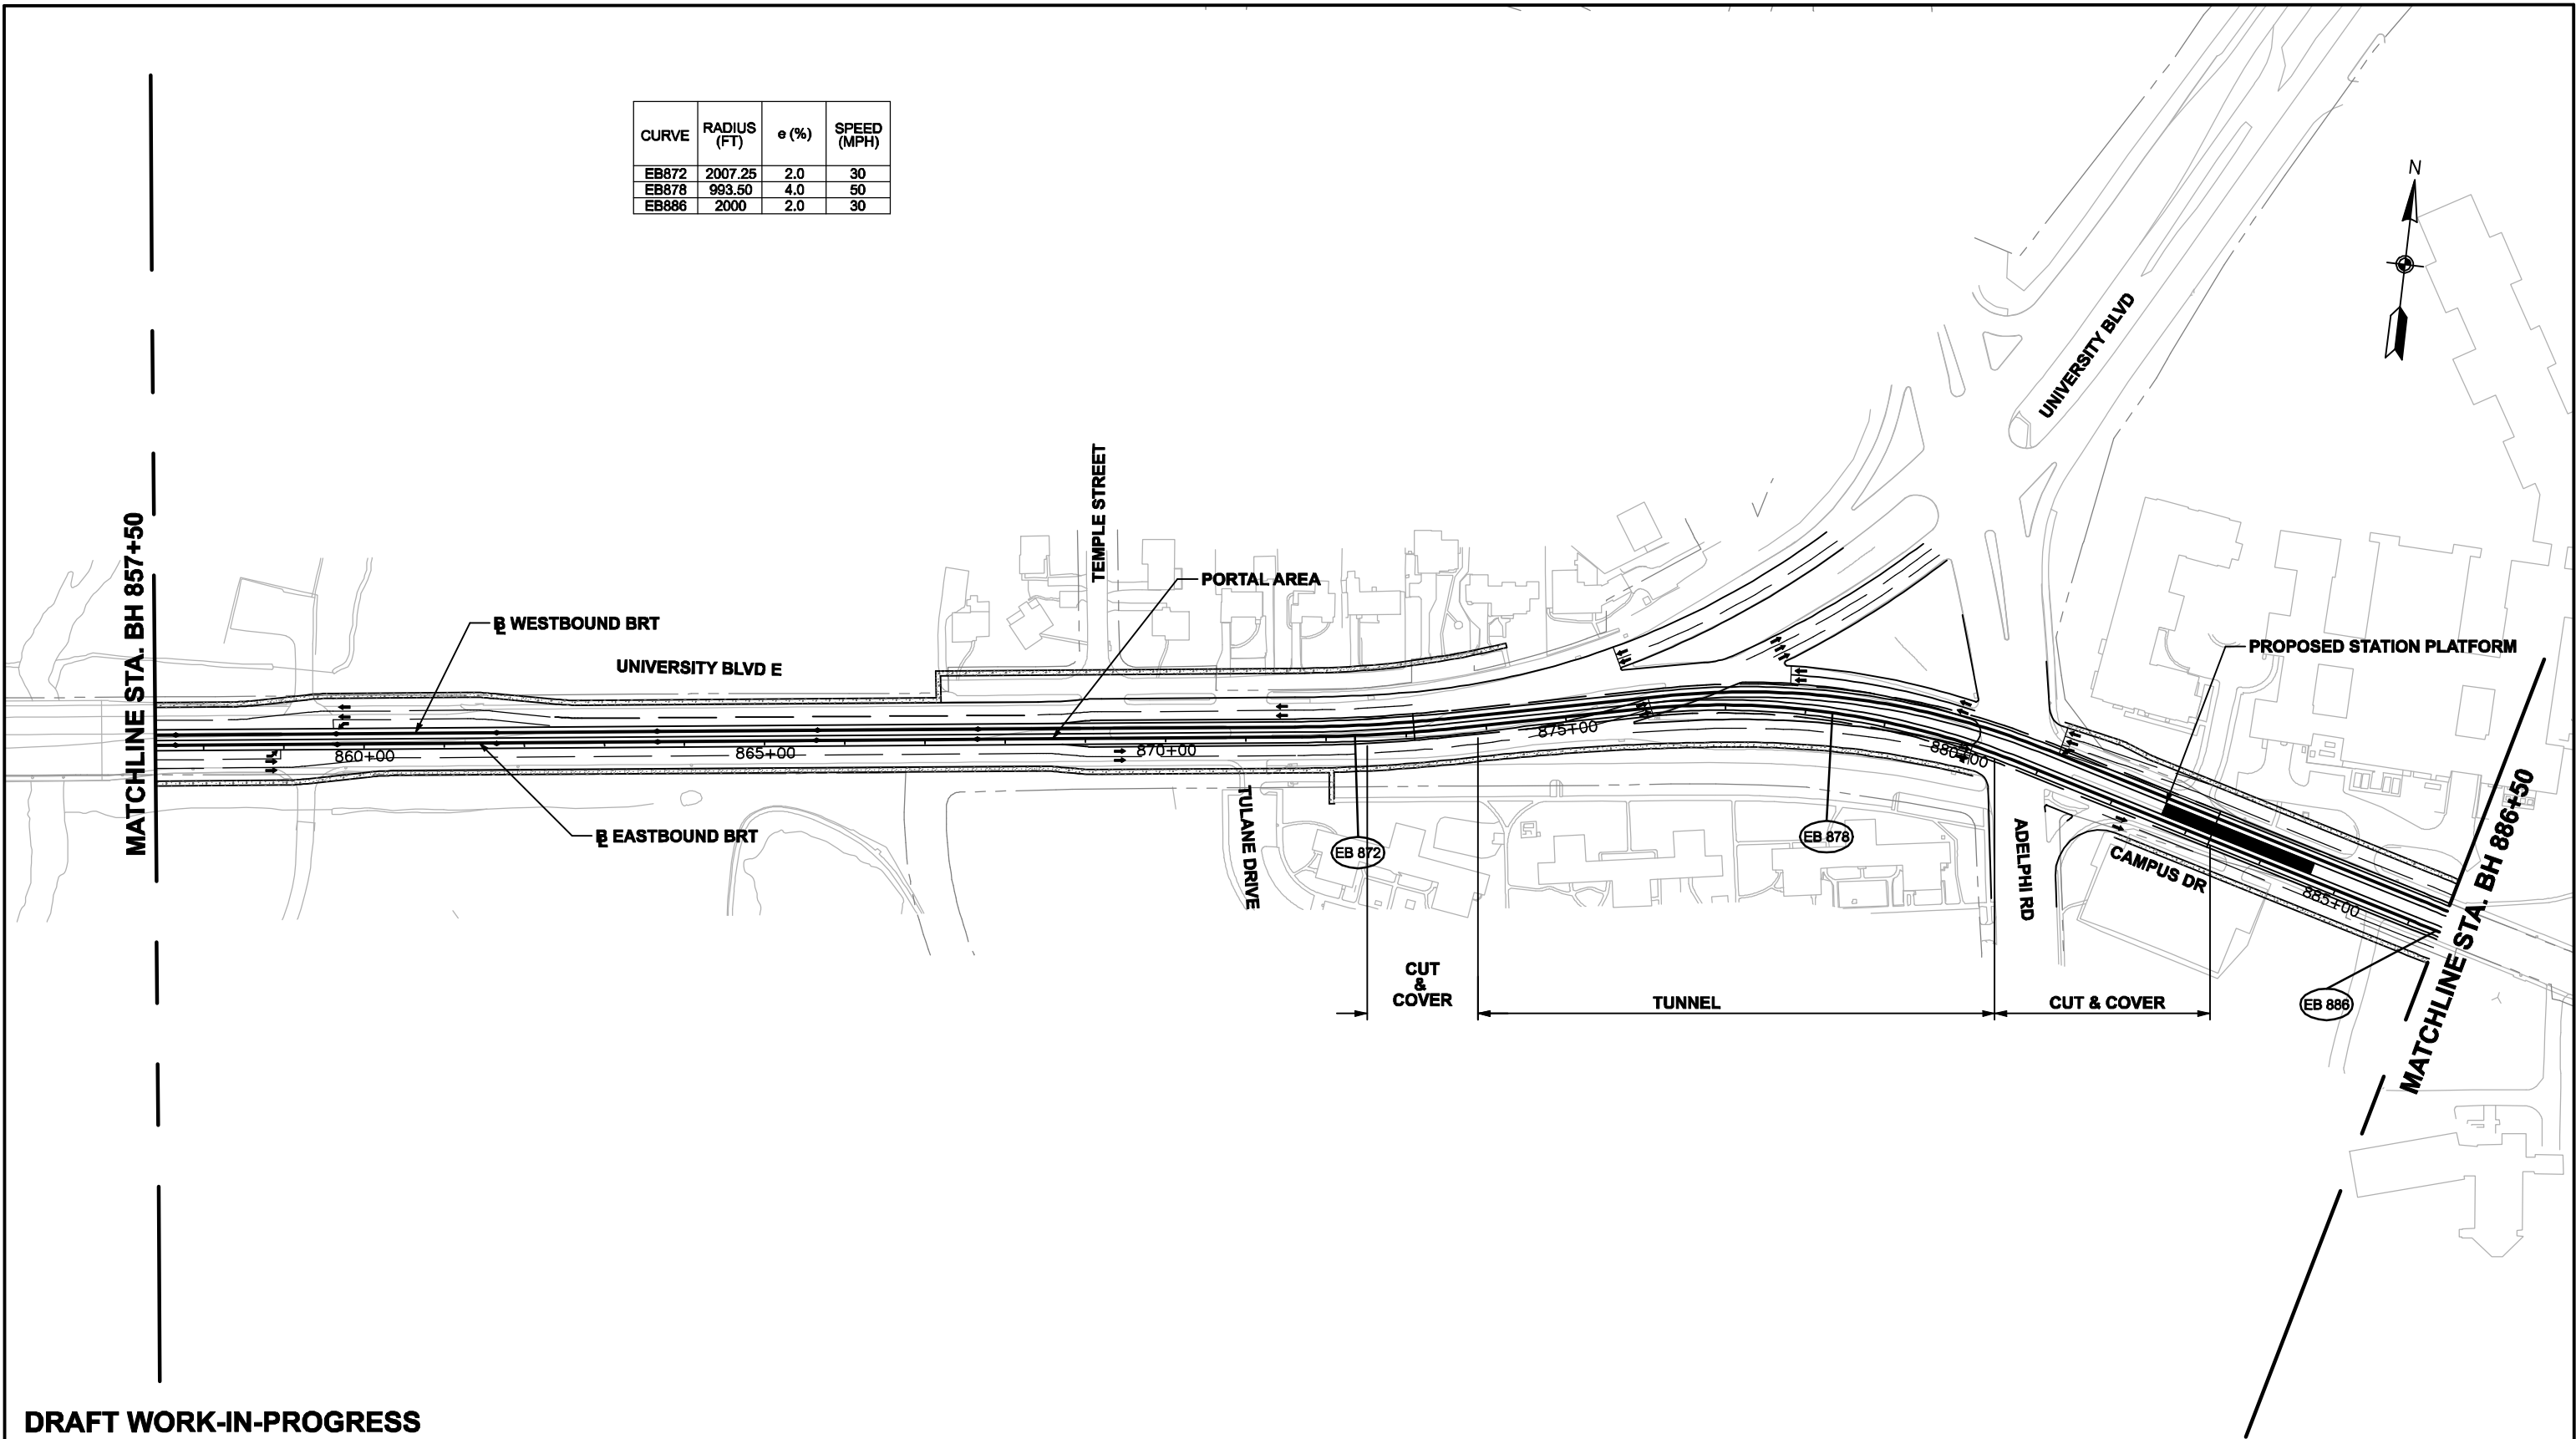 CURVE RADIUS (FT) e (%) SPEED (MPH)
EB872 2007.25 2.0 30
EB878 993.50 4.0 50
EB886 2000 2.0 30
N
UNIVERSITY BLVD
MATCHLINE STA. BH 857+50
TEMPLE STREET
PORTAL AREA
BL WESTBOUND BRT
UNIVERSITY BLVD E
PROPOSED STATION PLATFORM
860+00
865+00
870+00
875+00
880+00
885+00
BL EASTBOUND BRT
TULANE DRIVE
EB 872
EB 878
ADELPHI RD
CAMPUS DR
MATCHLINE STA. BH 886+50
CUT
&
COVER
TUNNEL
CUT & COVER
EB 886
DRAFT WORK-IN-PROGRESS